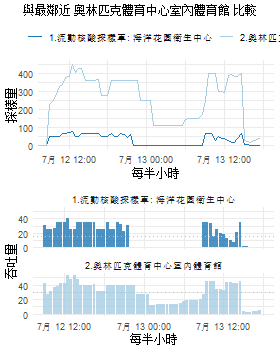 與最鄰近 奧林匹克體育中心室內體育館 比較
1.流動核酸採樣車: 海洋花園衛生中心 2.奧林匹
採樣量
400
300
200
100
0
7月 12 12:00 7月 13 00:00 7月 13 12:00
每半小時
1.流動核酸採樣車: 海洋花園衛生中心
40
20
0
2.奧林匹克體育中心室內體育館
40
20
0
吞吐量
7月 12 12:00 7月 13 00:00 7月 13 12:00
每半小時